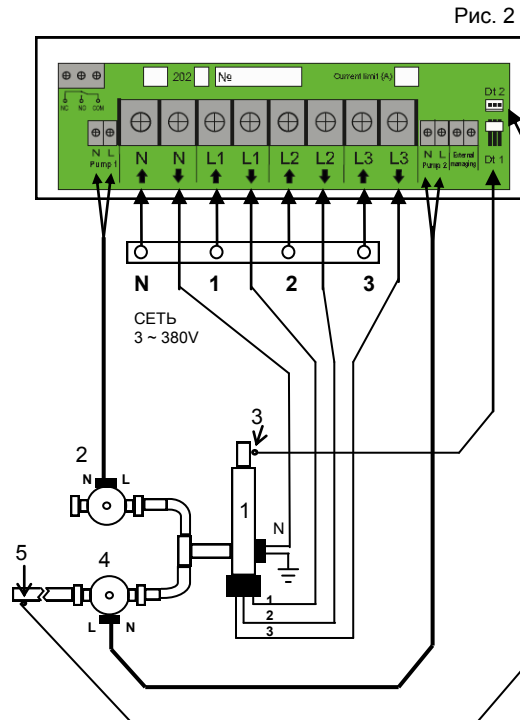 Рис. 2
202 № Current limit (A)
NC NO COM
Dt 2
N L
Pump 1
N N L1 L1 L2 L2 L3 L3
N L
Pump 2
External managing
Dt 1
N 1 2 3
СЕТЬ
3 ~ 380V
3
2
N L
1
N
5
4
1
2
3
L N